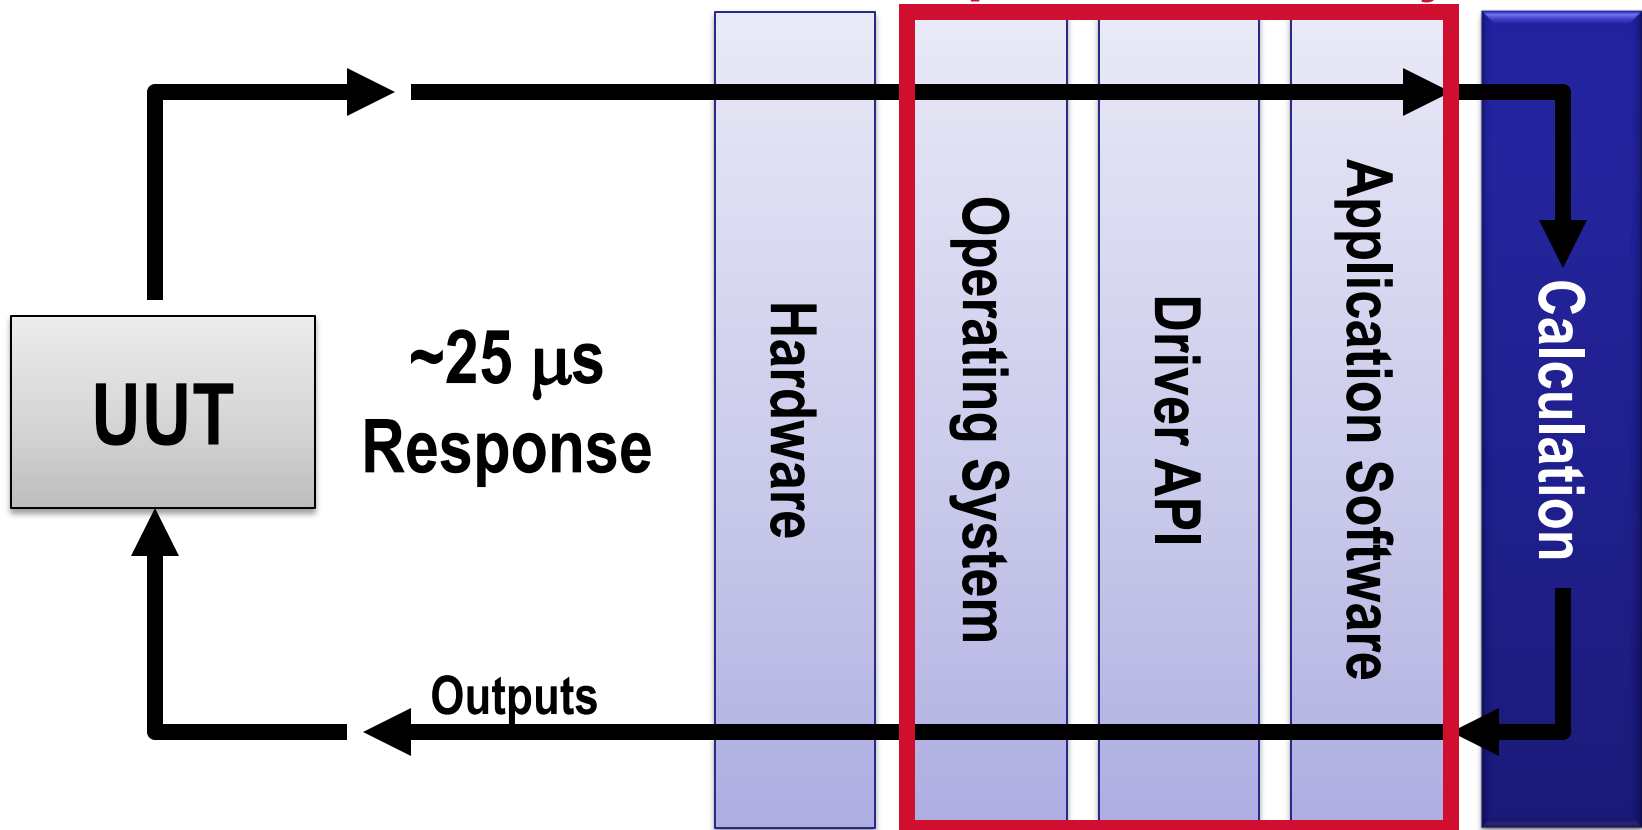 UUT
~25 μs
Response
Outputs
Hardware
Operating System
Driver API
Application Software
Calculation